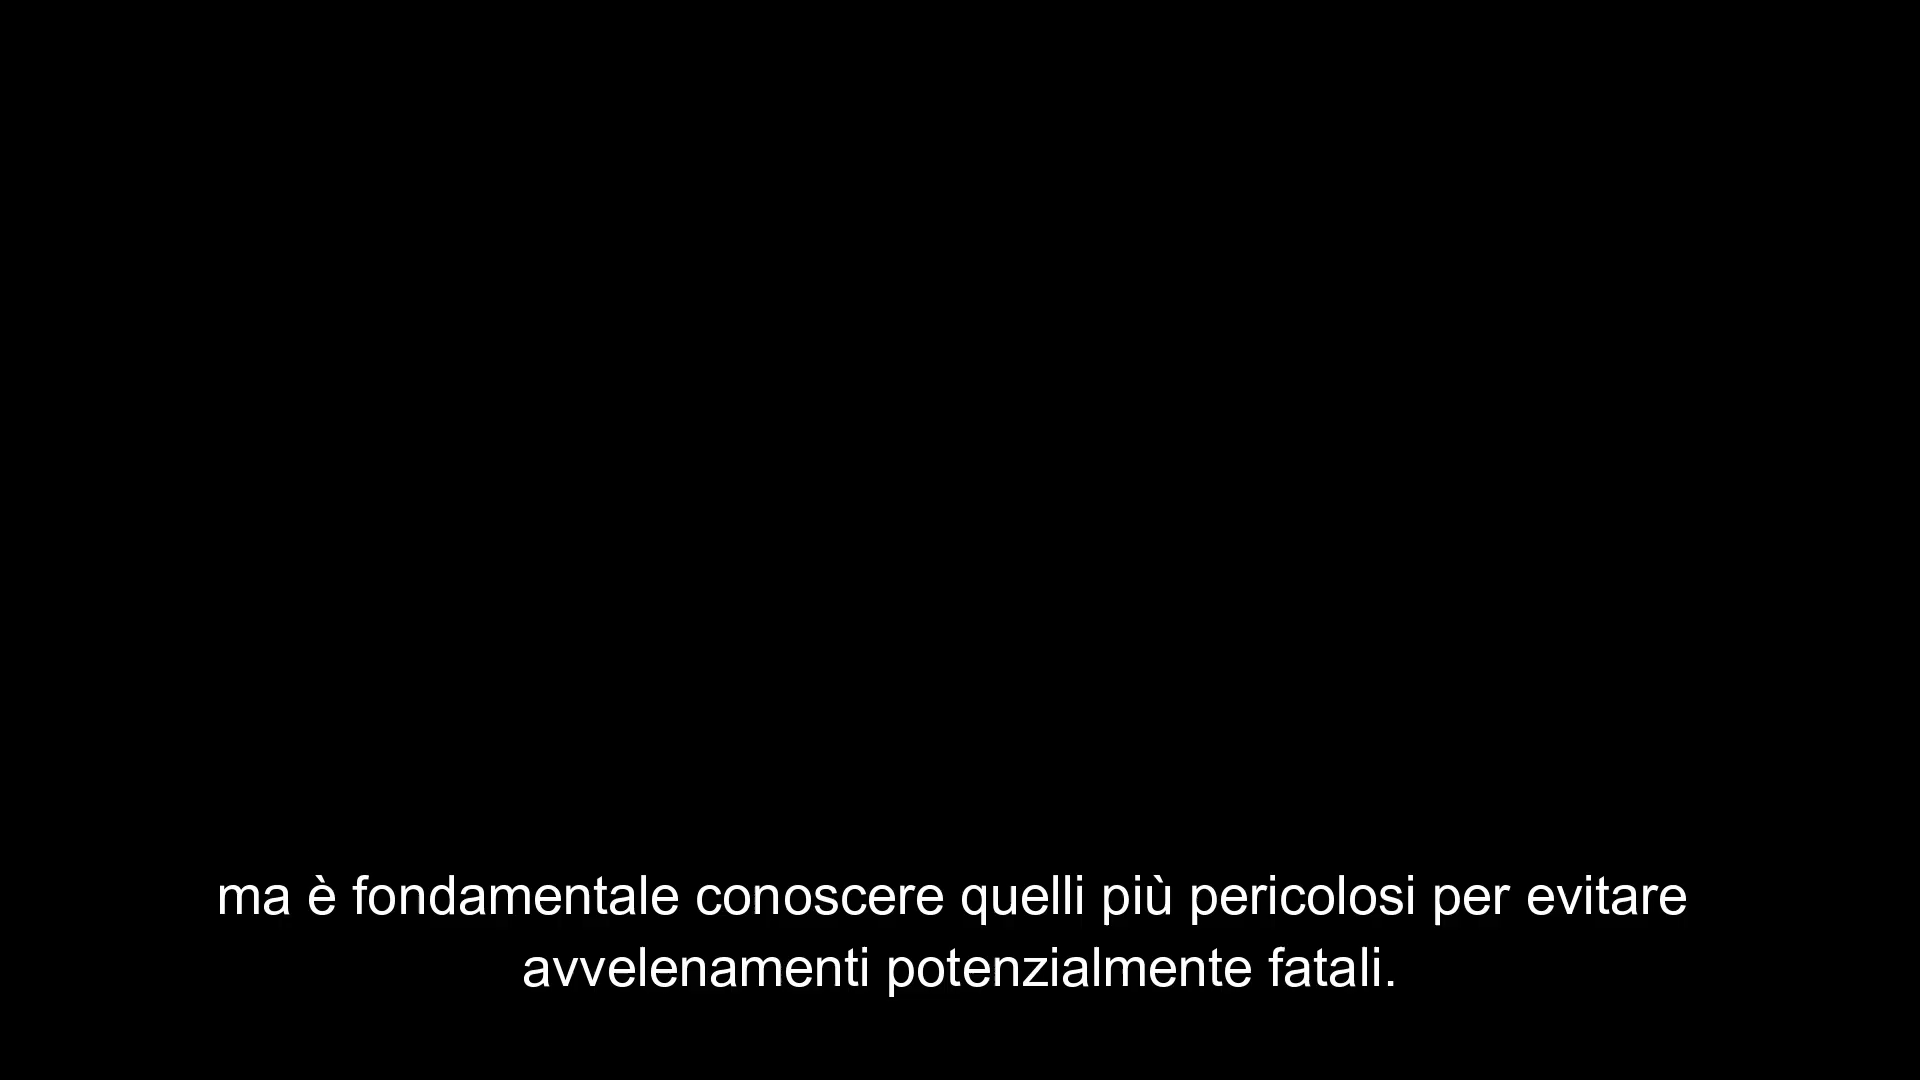 ma è fondamentale conoscere quelli più pericolosi per evitare
avvelenamenti potenzialmente fatali.